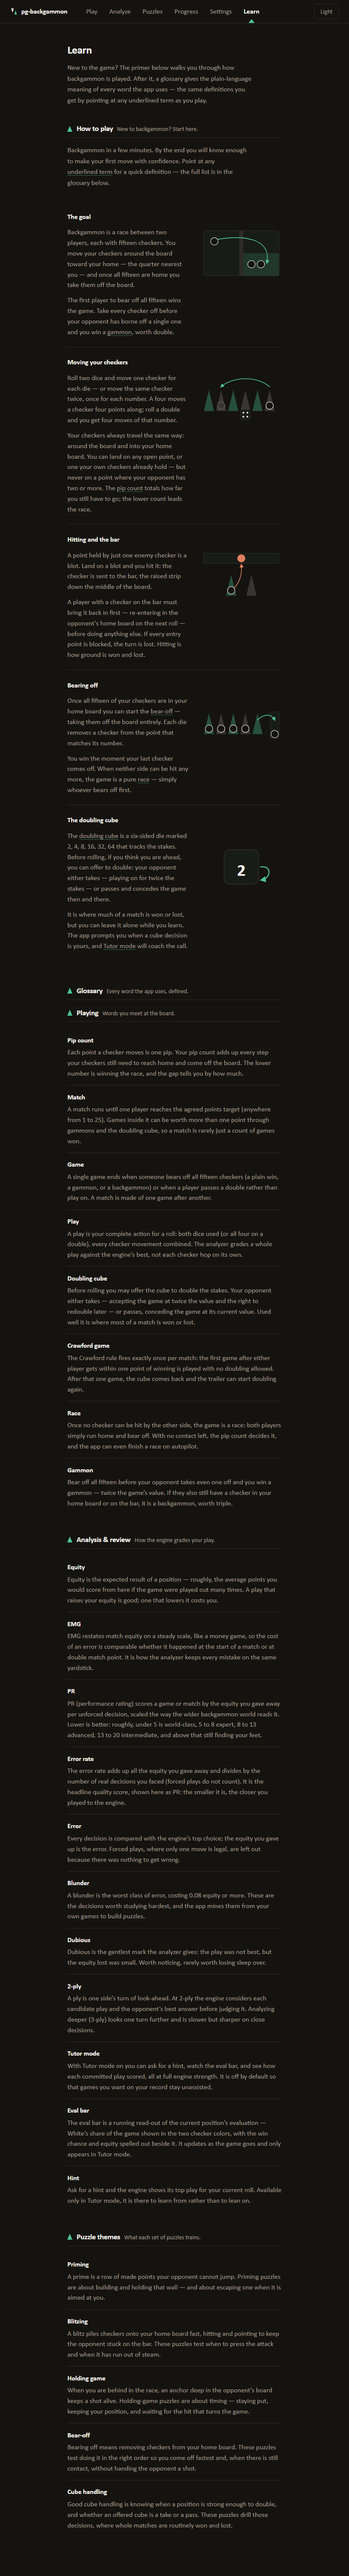 pg-backgammon Play Analyze Puzzles Progress Settings Learn Light
Learn
New to the game? The primer below walks you through how
backgammon is played. After it, a glossary gives the plain-language
meaning of every word the app uses — the same definitions you
get by pointing at any underlined term as you play.
How to play New to backgammon? Start here.
Backgammon in a few minutes. By the end you will know enough
to make your first move with confidence. Point at any
underlined term for a quick definition — the full list is in the
glossary below.
The goal
Backgammon is a race between two
players, each with fifteen checkers. You
move your checkers around the board
toward your home — the quarter nearest
you — and once all fifteen are home you
take them off the board.
The first player to bear off all fifteen wins
the game. Take every checker off before
your opponent has borne off a single one
and you win a gammon, worth double.
Moving your checkers
Roll two dice and move one checker for
each die — or move the same checker
twice, once for each number. A four moves
a checker four points along; roll a double
and you get four moves of that number.
Your checkers always travel the same way:
around the board and into your home
board. You can land on any open point, or
one your own checkers already hold — but
never on a point where your opponent has
two or more. The pip count totals how far
you still have to go; the lower count leads
the race.
Hitting and the bar
A point held by just one enemy checker is a
blot. Land on a blot and you hit it: the
checker is sent to the bar, the raised strip
down the middle of the board.
A player with a checker on the bar must
bring it back in first — re-entering in the
opponent's home board on the next roll —
before doing anything else. If every entry
point is blocked, the turn is lost. Hitting is
how ground is won and lost.
Bearing off
Once all fifteen of your checkers are in your
home board you can start the bear-off —
taking them off the board entirely. Each die
removes a checker from the point that
matches its number.
You win the moment your last checker
comes off. When neither side can be hit any
more, the game is a pure race — simply
whoever bears off first.
The doubling cube
The doubling cube is a six-sided die marked
2, 4, 8, 16, 32, 64 that tracks the stakes.
Before rolling, if you think you are ahead,
you can offer to double: your opponent
either takes — playing on for twice the
stakes — or passes and concedes the game
then and there.
It is where much of a match is won or lost,
but you can leave it alone while you learn.
The app prompts you when a cube decision
is yours, and Tutor mode will coach the call.
2
Glossary Every word the app uses, defined.
Playing Words you meet at the board.
Pip count
Each point a checker moves is one pip. Your pip count adds up every step
your checkers still need to reach home and come off the board. The lower
number is winning the race, and the gap tells you by how much.
Match
A match runs until one player reaches the agreed points target (anywhere
from 1 to 25). Games inside it can be worth more than one point through
gammons and the doubling cube, so a match is rarely just a count of games
won.
Game
A single game ends when someone bears off all fifteen checkers (a plain win,
a gammon, or a backgammon) or when a player passes a double rather than
play on. A match is made of one game after another.
Play
A play is your complete action for a roll: both dice used (or all four on a
double), every checker movement combined. The analyzer grades a whole
play against the engine's best, not each checker hop on its own.
Doubling cube
Before rolling you may offer the cube to double the stakes. Your opponent
either takes — accepting the game at twice the value and the right to
redouble later — or passes, conceding the game at its current value. Used
well it is where most of a match is won or lost.
Crawford game
The Crawford rule fires exactly once per match: the first game after either
player gets within one point of winning is played with no doubling allowed.
After that one game, the cube comes back and the trailer can start doubling
again.
Race
Once no checker can be hit by the other side, the game is a race: both players
simply run home and bear off. With no contact left, the pip count decides it,
and the app can even finish a race on autopilot.
Gammon
Bear off all fifteen before your opponent takes even one off and you win a
gammon — twice the game's value. If they also still have a checker in your
home board or on the bar, it is a backgammon, worth triple.
Analysis & review How the engine grades your play.
Equity
Equity is the expected result of a position — roughly, the average points you
would score from here if the game were played out many times. A play that
raises your equity is good; one that lowers it costs you.
EMG
EMG restates match equity on a steady scale, like a money game, so the cost
of an error is comparable whether it happened at the start of a match or at
double match point. It is how the analyzer keeps every mistake on the same
yardstick.
PR
PR (performance rating) scores a game or match by the equity you gave away
per unforced decision, scaled the way the wider backgammon world reads it.
Lower is better: roughly, under 5 is world-class, 5 to 8 expert, 8 to 13
advanced, 13 to 20 intermediate, and above that still finding your feet.
Error rate
The error rate adds up all the equity you gave away and divides by the
number of real decisions you faced (forced plays do not count). It is the
headline quality score, shown here as PR: the smaller it is, the closer you
played to the engine.
Error
Every decision is compared with the engine's top choice; the equity you gave
up is the error. Forced plays, where only one move is legal, are left out
because there was nothing to get wrong.
Blunder
A blunder is the worst class of error, costing 0.08 equity or more. These are
the decisions worth studying hardest, and the app mines them from your
own games to build puzzles.
Dubious
Dubious is the gentlest mark the analyzer gives: the play was not best, but
the equity lost was small. Worth noticing, rarely worth losing sleep over.
2-ply
A ply is one side's turn of look-ahead. At 2-ply the engine considers each
candidate play and the opponent's best answer before judging it. Analyzing
deeper (3-ply) looks one turn further and is slower but sharper on close
decisions.
Tutor mode
With Tutor mode on you can ask for a hint, watch the eval bar, and see how
each committed play scored, all at full engine strength. It is off by default so
that games you want on your record stay unassisted.
Eval bar
The eval bar is a running read-out of the current position's evaluation —
White's share of the game shown in the two checker colors, with the win
chance and equity spelled out beside it. It updates as the game goes and only
appears in Tutor mode.
Hint
Ask for a hint and the engine shows its top play for your current roll. Available
only in Tutor mode, it is there to learn from rather than to lean on.
Puzzle themes What each set of puzzles trains.
Priming
A prime is a row of made points your opponent cannot jump. Priming puzzles
are about building and holding that wall — and about escaping one when it is
aimed at you.
Blitzing
A blitz piles checkers onto your home board fast, hitting and pointing to keep
the opponent stuck on the bar. These puzzles test when to press the attack
and when it has run out of steam.
Holding game
When you are behind in the race, an anchor deep in the opponent's board
keeps a shot alive. Holding-game puzzles are about timing — staying put,
keeping your position, and waiting for the hit that turns the game.
Bear-off
Bearing off means removing checkers from your home board. These puzzles
test doing it in the right order so you come off fastest and, when there is still
contact, without handing the opponent a shot.
Cube handling
Good cube handling is knowing when a position is strong enough to double,
and whether an offered cube is a take or a pass. These puzzles drill those
decisions, where whole matches are routinely won and lost.